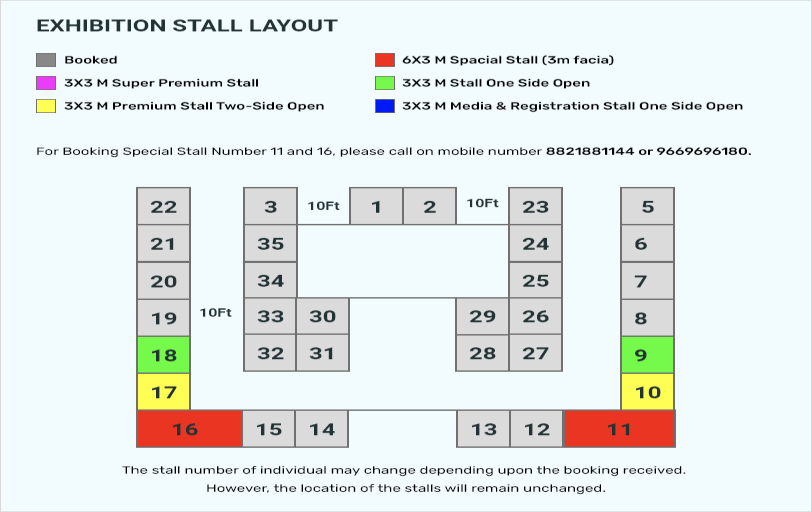 EXHIBITION STALL LAYOUT
Booked
6X3 M Spacial Stall (3m facia)
3X3 M Super Premium Stall
3X3 M Stall One Side Open
3X3 M Premium Stall Two-Side Open
3X3 M Media & Registration Stall One Side Open
For Booking Special Stall Number 11 and 16, please call on mobile number 8821881144 or 9669696180.
22 3 10Ft 1 2 10Ft 23 5
21 35 24 6
20 34 25 7
19 10Ft 33 30 29 26 8
18 32 31 28 27 9
17 10
16 15 14 13 12 11
The stall number of individual may change depending upon the booking received.
However, the location of the stalls will remain unchanged.